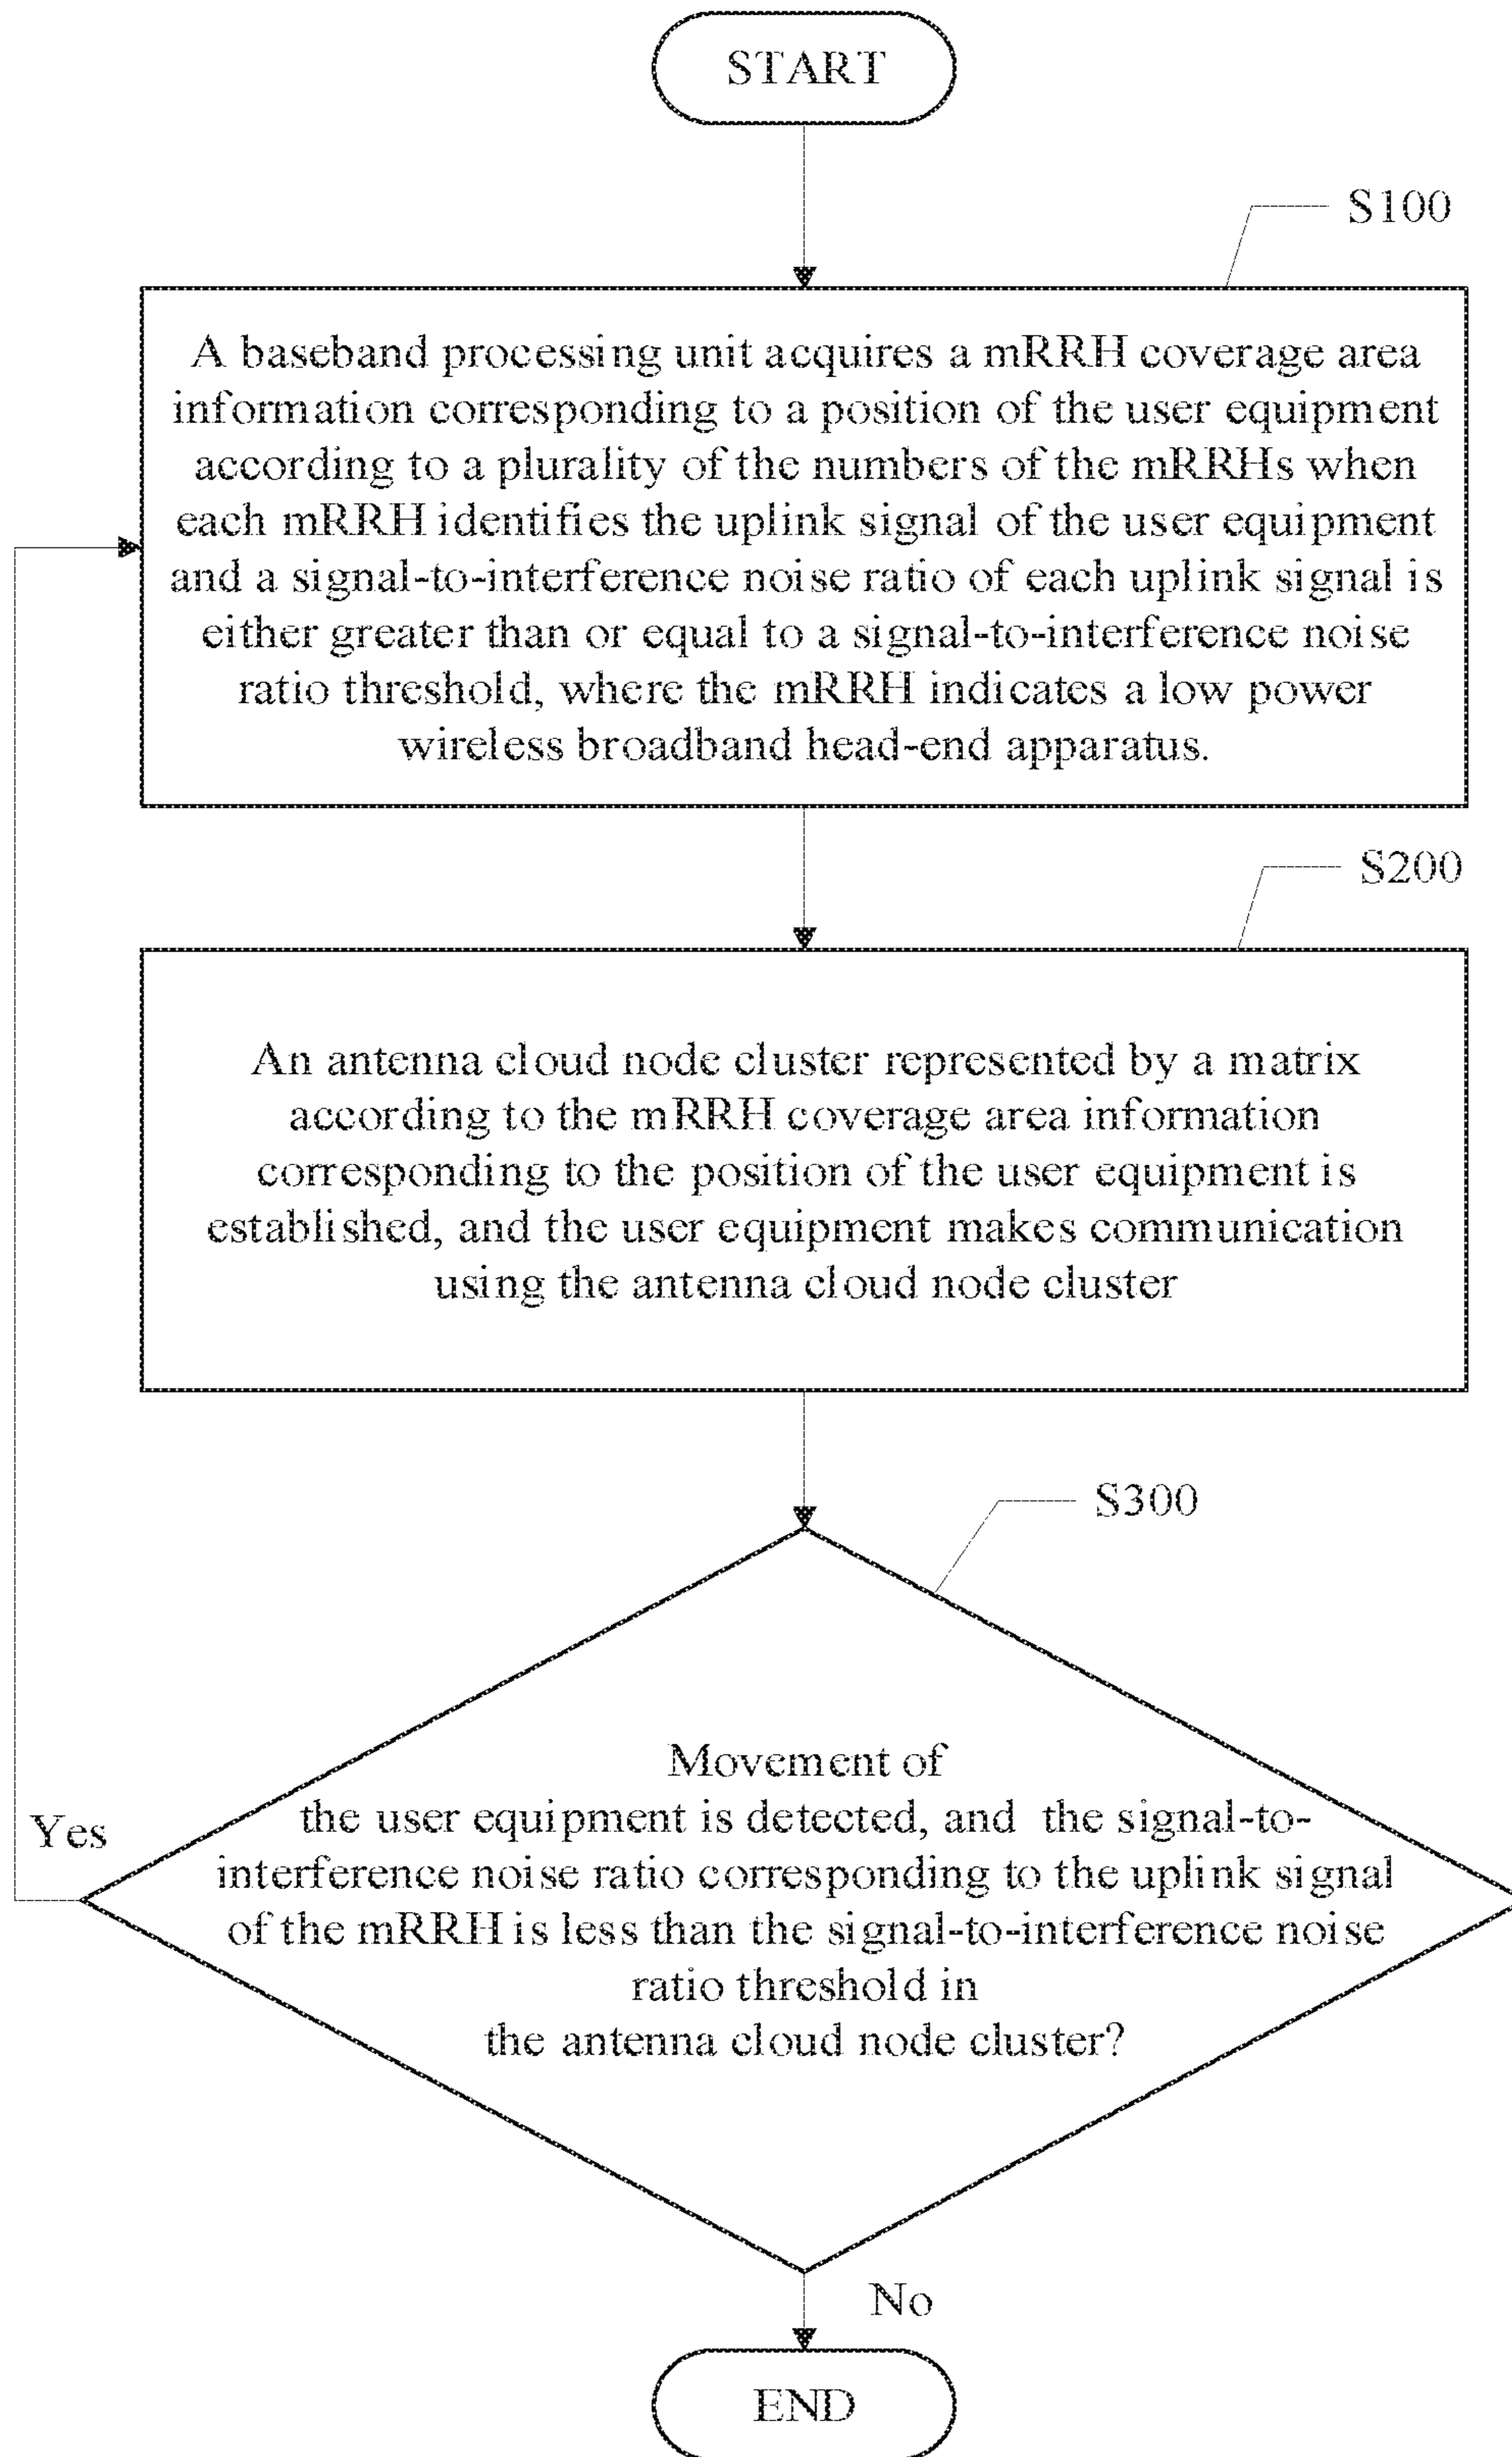 START
S100
A baseband processing unit acquires a mRRH coverage area
information corresponding to a position of the user equipment
according to a plurality of the numbers of the mRRHs when
each mRRH identifies the uplink signal of the user equipment
and a signal-to-interference noise ratio of each uplink signal is
either greater than or equal to a signal-to-interference noise
ratio threshold, where the mRRH indicates a low power
wireless broadband head-end apparatus.
S200
An antenna cloud node cluster represented by a matrix
according to the mRRH coverage area information
corresponding to the position of the user equipment is
established, and the user equipment makes communication
using the antenna cloud node cluster
S300
Movement of
the user equipment is detected, and the signal-to-
interference noise ratio corresponding to the uplink signal
of the mRRH is less than the signal-to-interference noise
ratio threshold in
the antenna cloud node cluster?
Yes
No
END